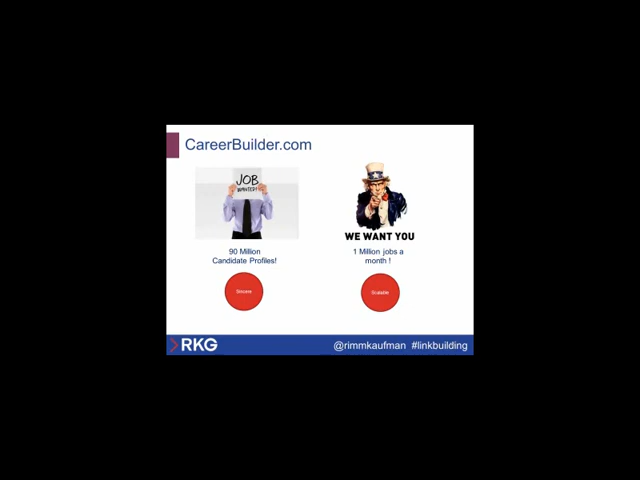 CareerBuilder.com
JOB
WANTED!
WE WANT YOU
90 Million
Candidate Profiles!
1 Million jobs a
month !
Sincere
Scalable
RKG
@rimmkaufman #linkbuilding